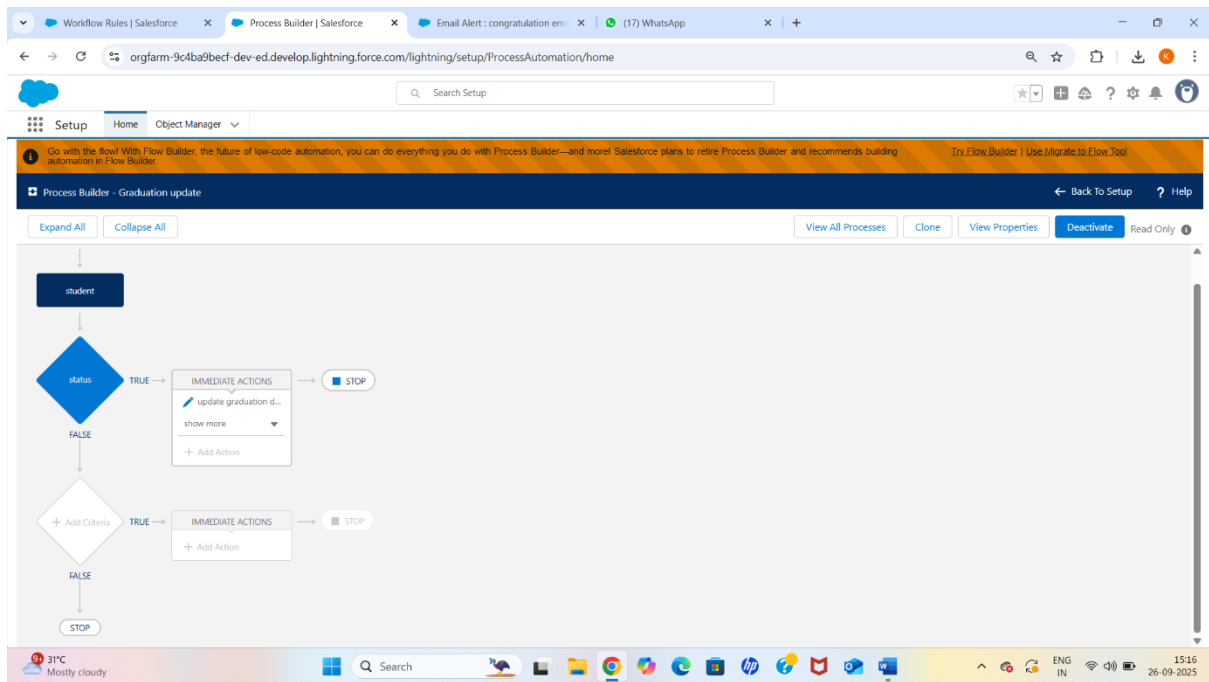 Workflow Rules | Salesforce
Process Builder | Salesforce
Email Alert : congratulation em
(17) WhatsApp
orgfarm-9c4ba9becf-dev-ed.develop.lightning.force.com/lightning/setup/ProcessAutomation/home
K
Search Setup
Setup Home Object Manager
Go with the flow! With Flow Builder, the future of low-code automation, you can do everything you do with Process Builder—and more! Salesforce plans to retire Process Builder and recommends building
automation in Flow Builder.
Try Flow Builder | Use Migrate to Flow Tool
Process Builder - Graduation update
Back To Setup ? Help
Expand All Collapse All View All Processes Clone View Properties Deactivate Read Only
student
status TRUE IMMEDIATE ACTIONS STOP
update graduation d...
show more
FALSE
+ Add Action
+ Add Criteria TRUE IMMEDIATE ACTIONS STOP
+ Add Action
FALSE
STOP
9+
31°C
Mostly cloudy
Search
ENG
IN
15:16
26-09-2025